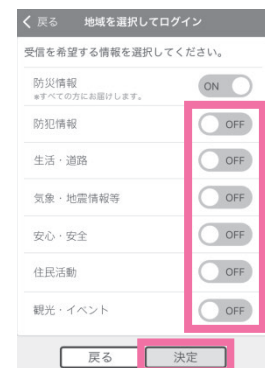 戻る 地域を選択してログイン
受信を希望する情報を選択してください。
防災情報 ON
※すべての方にお届けします。
防犯情報 OFF
生活・道路 OFF
気象・地震情報等 OFF
安心・安全 OFF
住民活動 OFF
観光・イベント OFF
戻る 決定